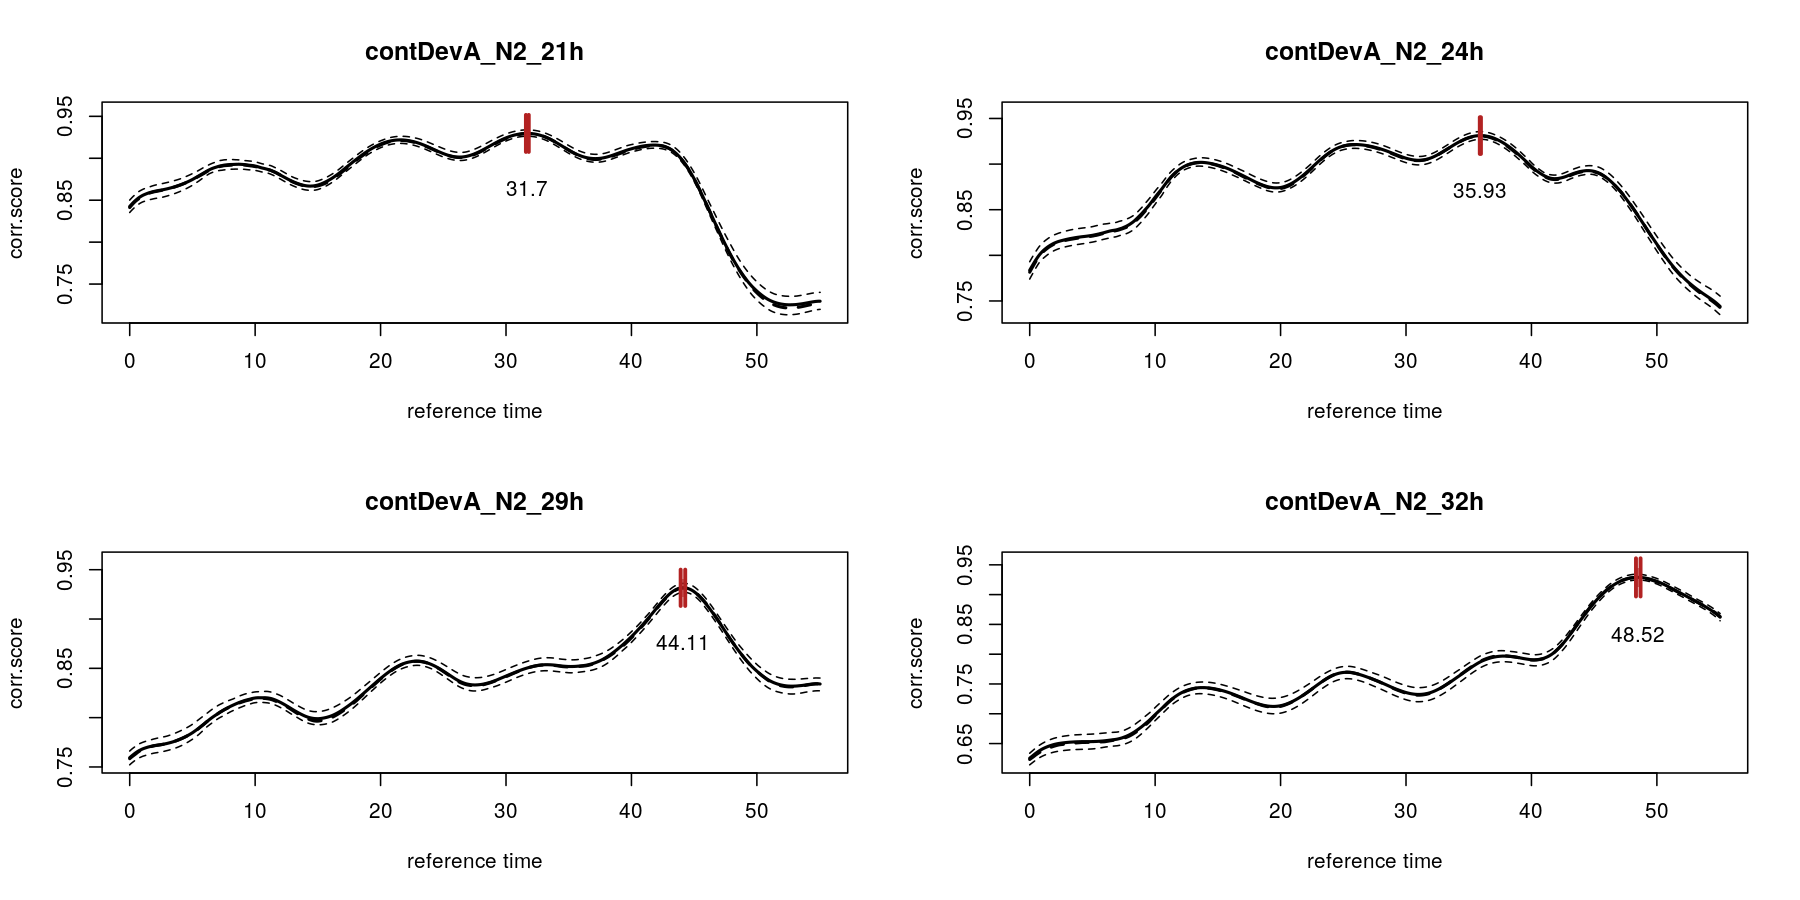 contDevA_N2_21h
corr.score
0.95
0.85
0.75
31.7
0 10 20 30 40 50
reference time
contDevA_N2_24h
corr.score
0.95
0.85
0.75
35.93
0 10 20 30 40 50
reference time
contDevA_N2_29h
corr.score
0.95
0.85
0.75
44.11
0 10 20 30 40 50
reference time
contDevA_N2_32h
corr.score
0.95
0.85
0.75
0.65
48.52
0 10 20 30 40 50
reference time